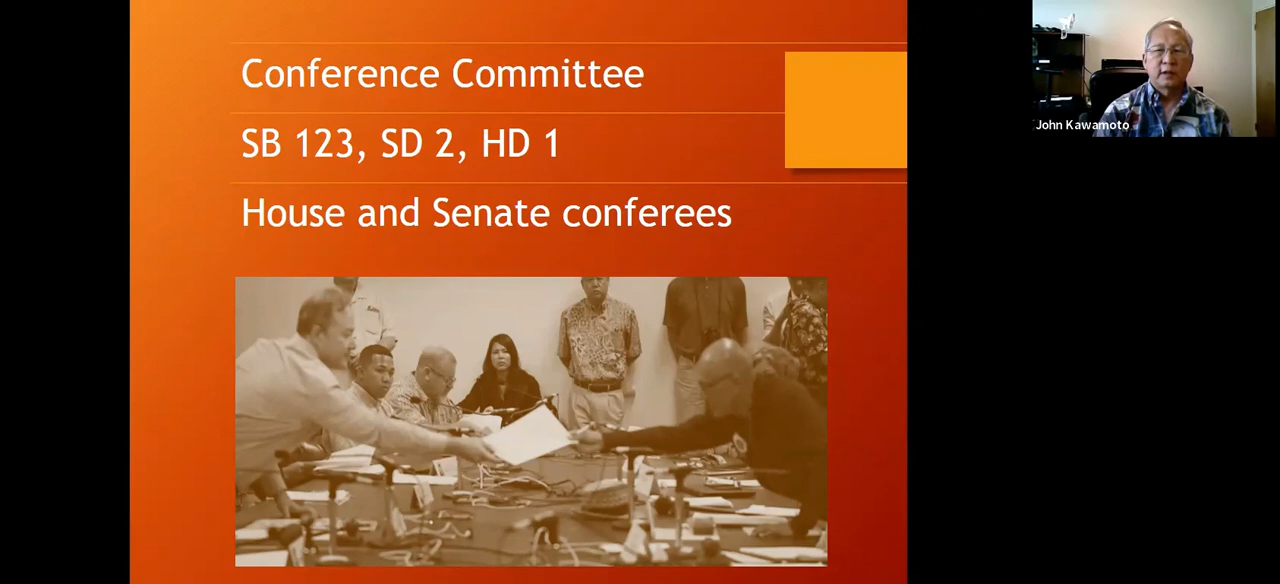 Conference Committee
SB 123, SD 2, HD 1
House and Senate conferees
John Kawamoto